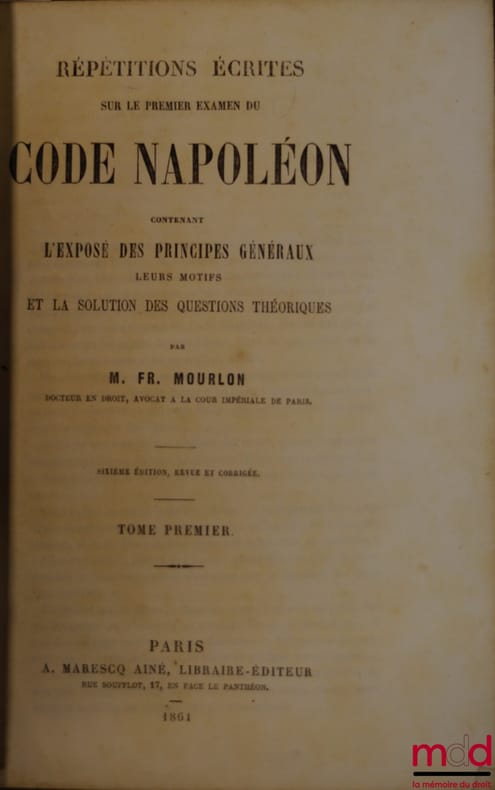 RÉPÉTITIONS ÉCRITES
SUR LE PREMIER EXAMEN DU
CODE NAPOLÉON
CONTENANT
L'EXPOSÉ DES PRINCIPES GÉNÉRAUX
LEURS MOTIFS
ET LA SOLUTION DES QUESTIONS THÉORIQUES
PAR
M. FR. MOURLON
DOCTEUR EN DROIT, AVOCAT A LA COUR IMPÉRIALE DE PARIS.
SIXIÈME ÉDITION, REVUE ET CORRIGÉE.
TOME PREMIER.
PARIS
A. MARESCQ AINÉ, LIBRAIRE-ÉDITEUR
RUE SOUFFLOT, 17, EN FACE LE PANTHÉON.
1861
mdd
la mémoire du droit